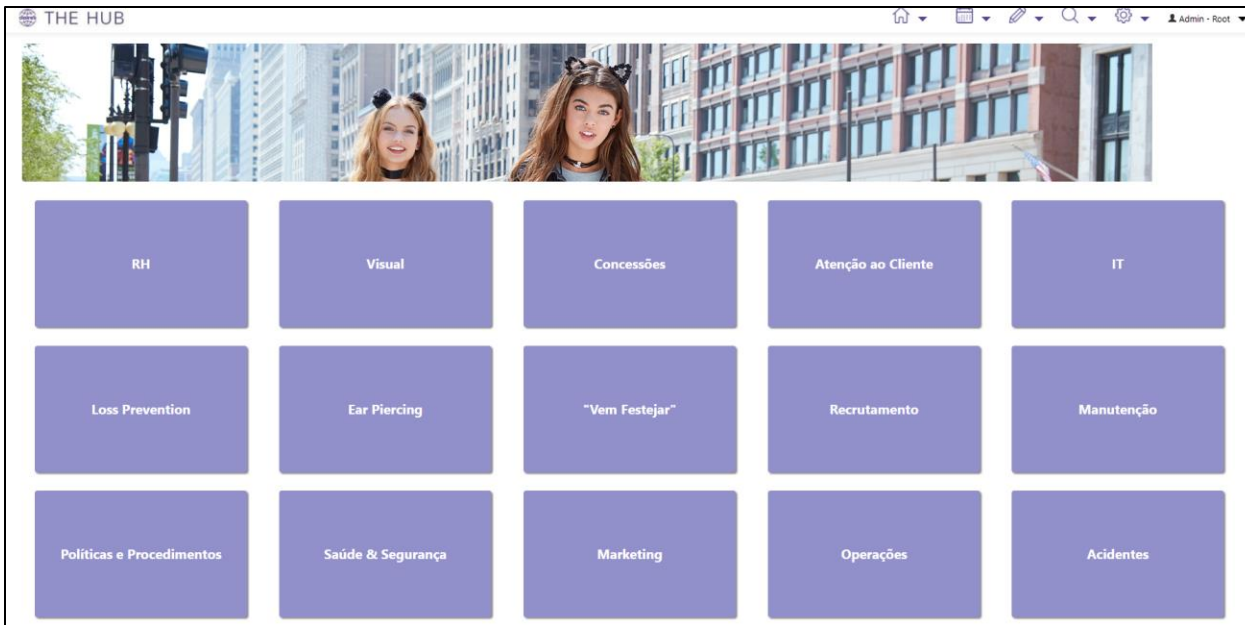 THE HUB
Admin - Root
RH
Visual
Concessões
Atenção ao Cliente
IT
Loss Prevention
Ear Piercing
"Vem Festejar"
Recrutamento
Manutenção
Políticas e Procedimentos
Saúde & Segurança
Marketing
Operações
Acidentes